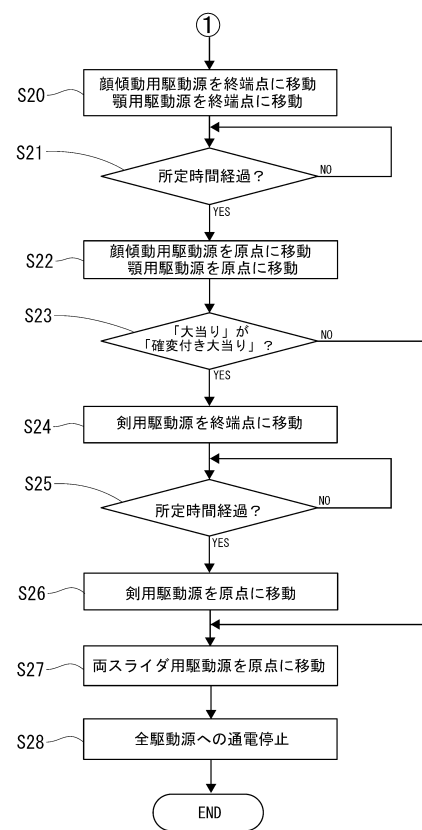 ①
S20
顔傾動用駆動源を終端点に移動
顎用駆動源を終端点に移動
S21
所定時間経過？
NO
YES
S22
顔傾動用駆動源を原点に移動
顎用駆動源を原点に移動
S23
「大当り」が
「確変付き大当り」？
NO
YES
S24
剣用駆動源を終端点に移動
S25
所定時間経過？
NO
YES
S26
剣用駆動源を原点に移動
S27
両スライダ用駆動源を原点に移動
S28
全駆動源への通電停止
END